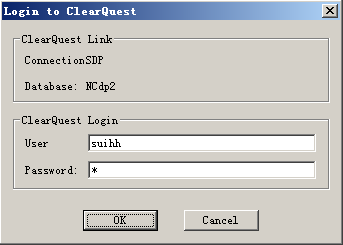 Login to ClearQuest
ClearQuest Link
ConnectionSDP
Database: NCdp2
ClearQuest Login
User suihh
Password: *
OK Cancel